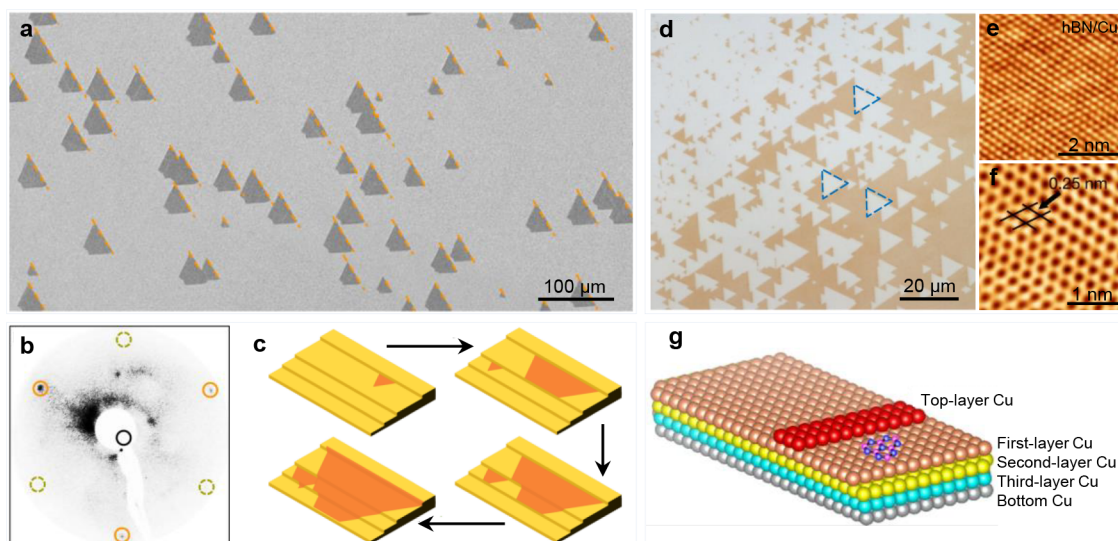 a
100 µm
b
c
d
20 µm
e
hBN/Cu
2 nm
f
0.25 nm
1 nm
g
Top-layer Cu
First-layer Cu
Second-layer Cu
Third-layer Cu
Bottom Cu